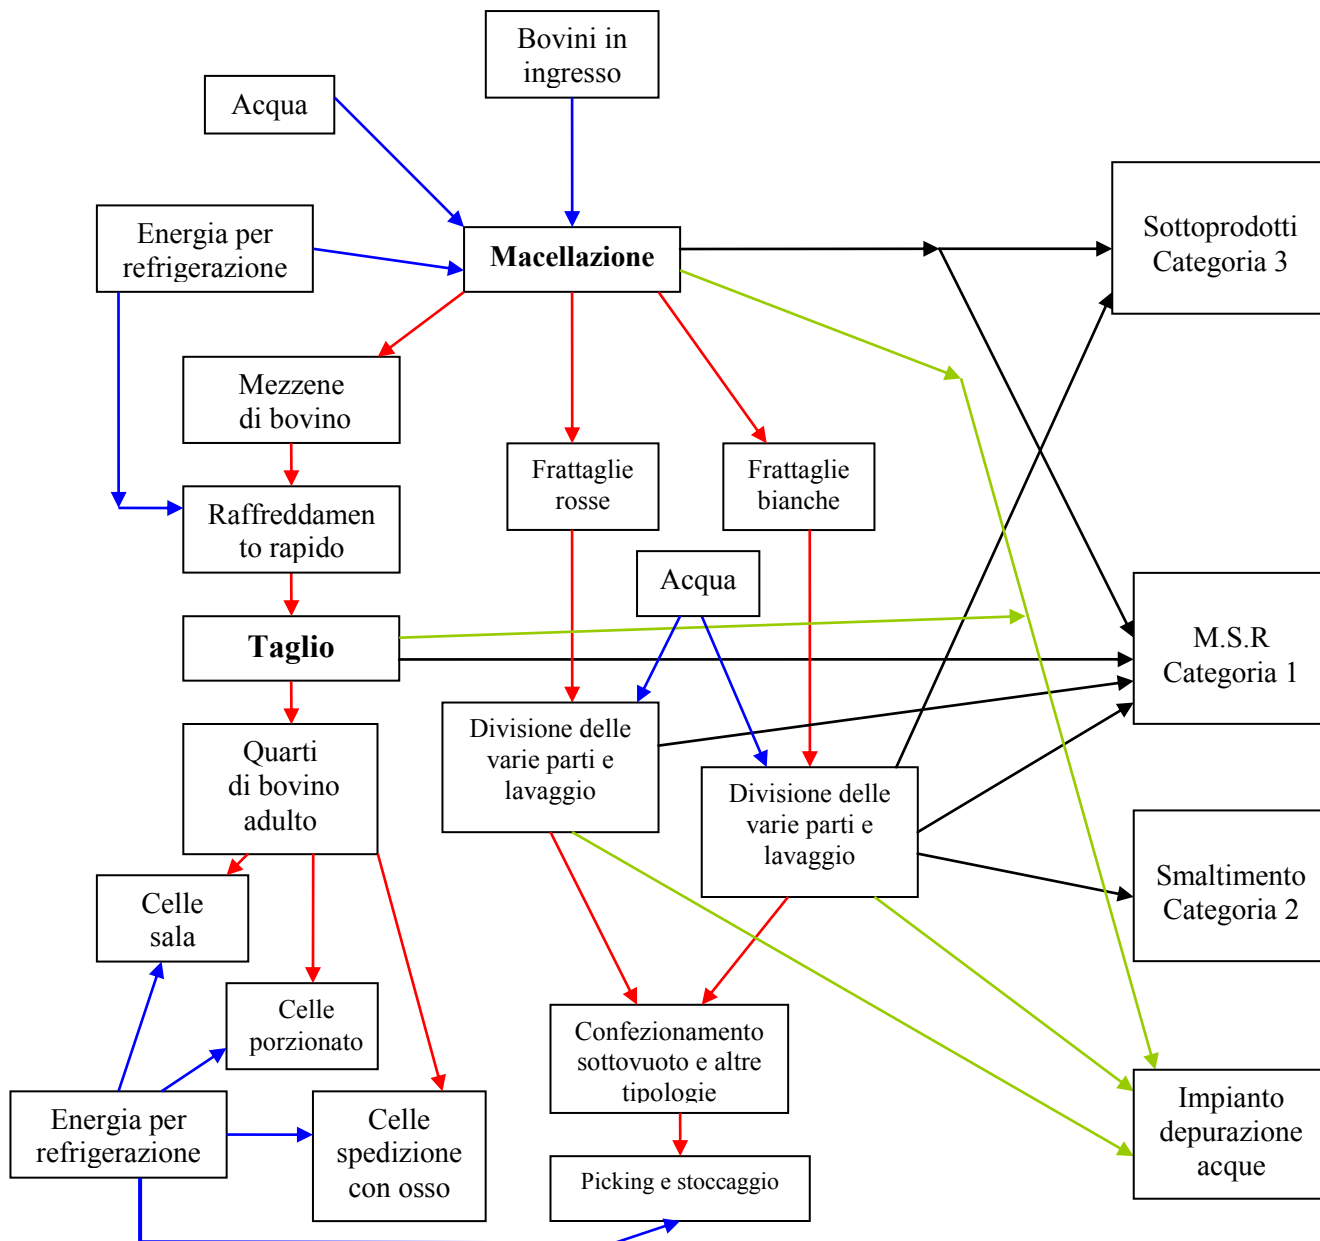 Bovini in
ingresso
Acqua
Energia per
refrigerazione
Macellazione
Sottoprodotti
Categoria 3
Mezzene
di bovino
Frattaglie
rosse
Frattaglie
bianche
Raffreddamen
to rapido
Acqua
Taglio
M.S.R
Categoria 1
Quarti
di bovino
adulto
Divisione delle
varie parti e
lavaggio
Divisione delle
varie parti e
lavaggio
Smaltimento
Categoria 2
Celle
sala
Celle
porzionato
Confezionamento
sottovuoto e altre
tipologie
Energia per
refrigerazione
Celle
spedizione
con osso
Picking e stoccaggio
Impianto
depurazione
acque